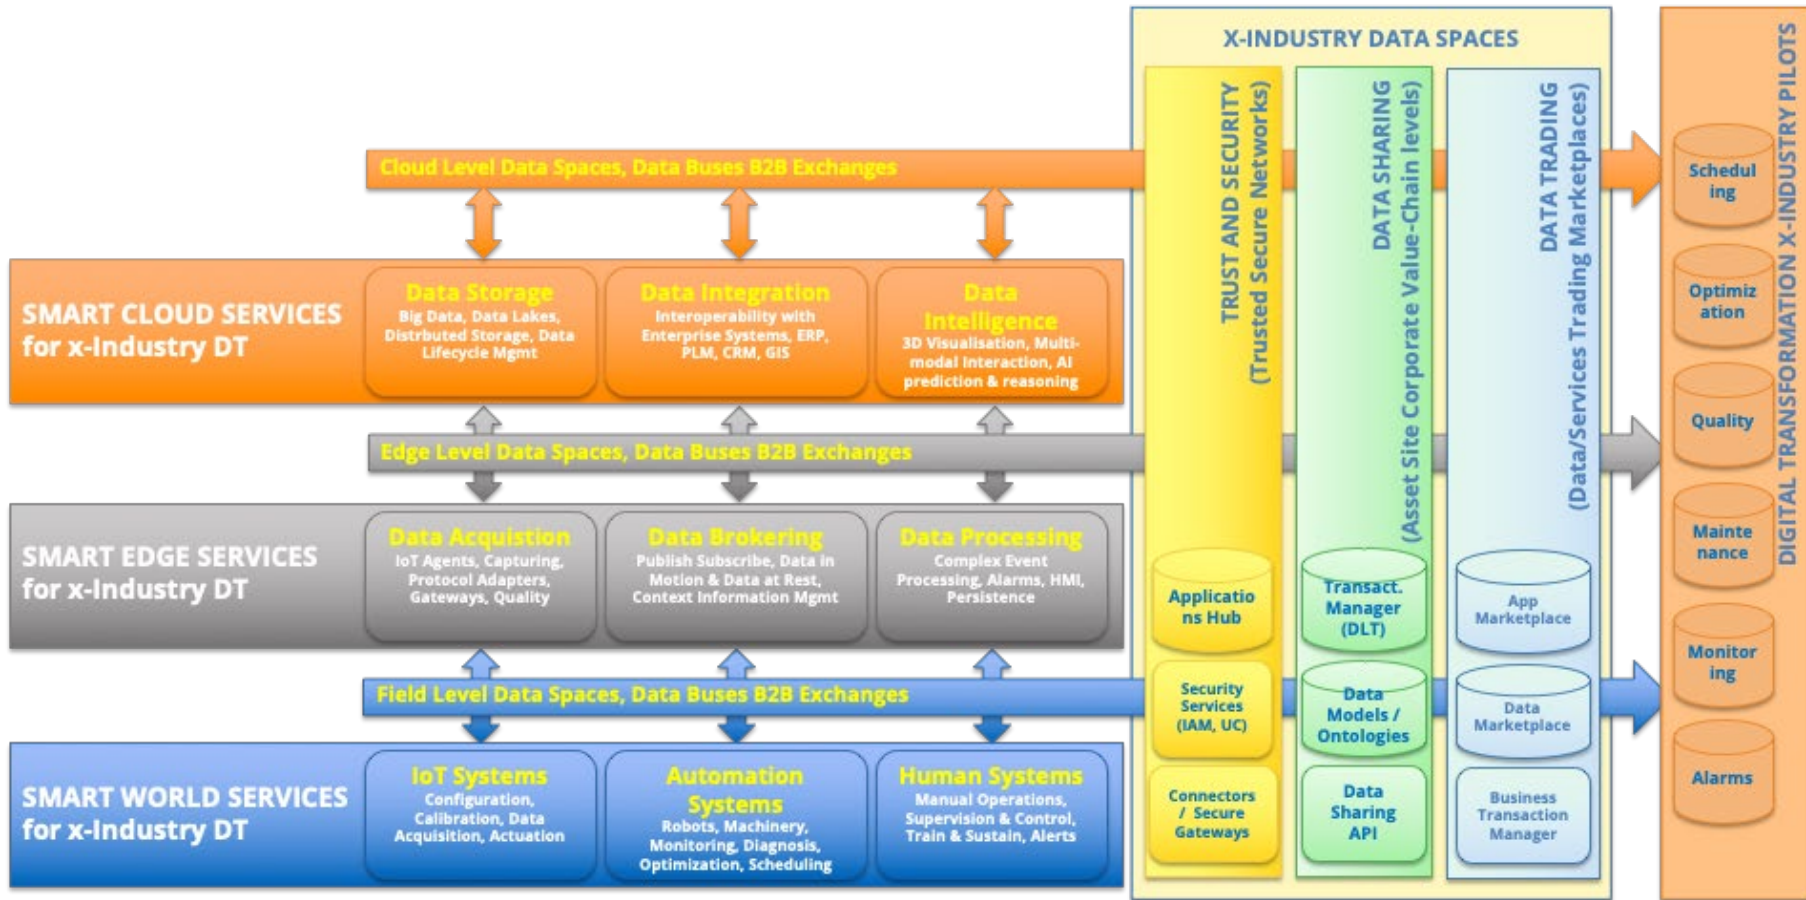 X-INDUSTRY DATA SPACES
Cloud Level Data Spaces, Data Buses B2B Exchanges
SMART CLOUD SERVICES
for x-Industry DT
Data Storage
Big Data, Data Lakes,
Distrbuted Storage, Data
Lifecycle Mgmt
Data Integration
Interoperability with
Enterprise Systems, ERP,
PLM, CRM, GIS
Data
Intelligence
3D Visualisation, Multi-
modal Interaction, AI
prediction & reasoning
Edge Level Data Spaces, Data Buses B2B Exchanges
SMART EDGE SERVICES
for x-Industry DT
Data Acquistion
IoT Agents, Capturing,
Protocol Adapters,
Gateways, Quality
Data Brokering
Publish Subscribe, Data in
Motion & Data at Rest,
Context Information Mgmt
Data Processing
Complex Event
Processing, Alarms, HMI,
Persistence
Field Level Data Spaces, Data Buses B2B Exchanges
SMART WORLD SERVICES
for x-Industry DT
IoT Systems
Configuration,
Calibration, Data
Acquisition, Actuation
Automation
Systems
Robots, Machinery,
Monitoring, Diagnosis,
Optimization, Scheduling
Human Systems
Manual Operations,
Supervision & Control,
Train & Sustain, Alerts
TRUST AND SECURITY
(Trusted Secure Networks)
Applicatio
ns Hub
Security
Services
(IAM, UC)
Connectors
/ Secure
Gateways
DATA SHARING
(Asset Site Corporate Value-Chain levels)
Transact.
Manager
(DLT)
Data
Models /
Ontologies
Data
Sharing
API
DATA TRADING
(Data/Services Trading Marketplaces)
App
Marketplace
Data
Marketplace
Business
Transaction
Manager
DIGITAL TRANSFORMATION X-INDUSTRY PILOTS
Schedul
ing
Optimiz
ation
Quality
Mainte
nance
Monitor
ing
Alarms